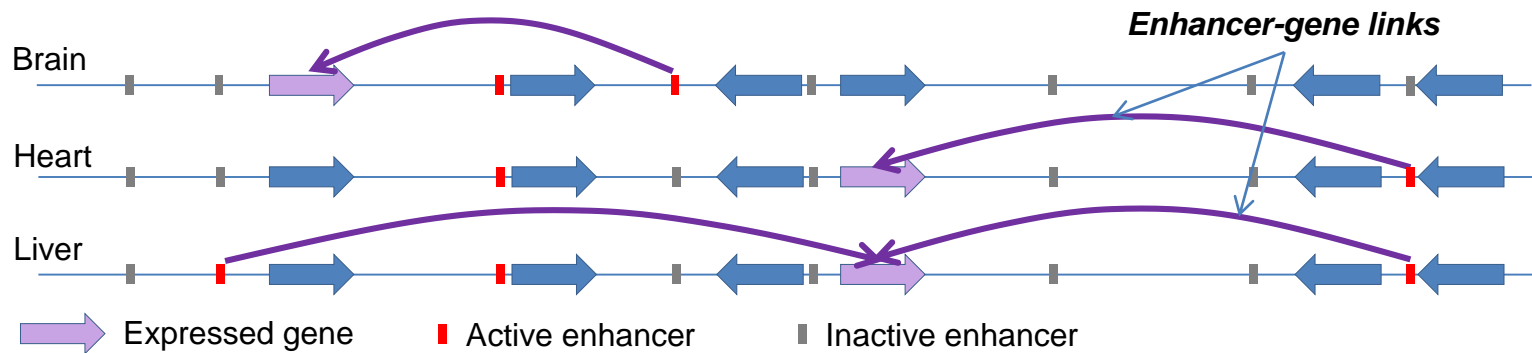 Enhancer-gene links
Brain
Heart
Liver
Expressed gene
Active enhancer
Inactive enhancer